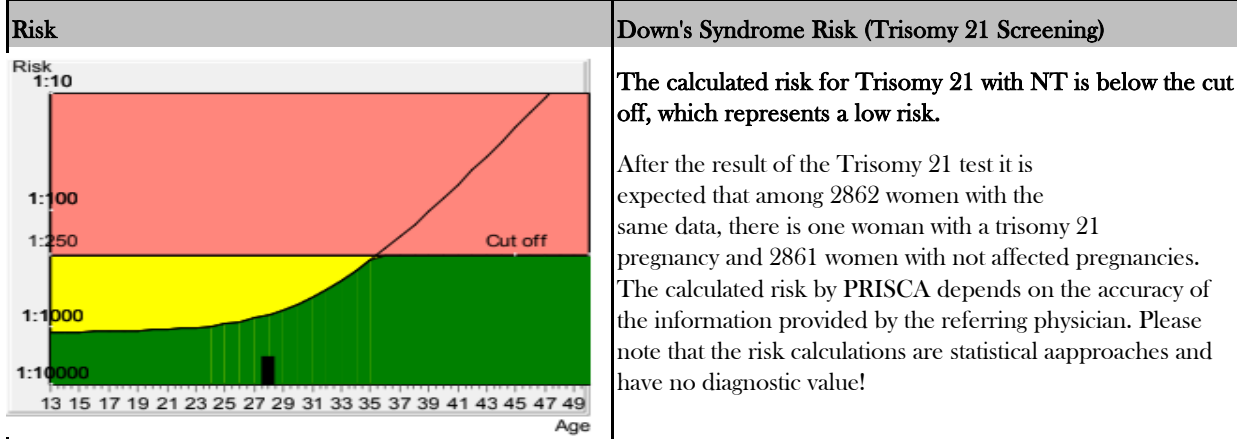 Risk
Down's Syndrome Risk (Trisomy 21 Screening)
Risk
1:10
1:100
1:250
Cut off
1:1000
1:10000
13 15 17 19 21 23 25 27 29 31 33 35 37 39 41 43 45 47 49
Age
The calculated risk for Trisomy 21 with NT is below the cut
off, which represents a low risk.
After the result of the Trisomy 21 test it is
expected that among 2862 women with the
same data, there is one woman with a trisomy 21
pregnancy and 2861 women with not affected pregnancies.
The calculated risk by PRISCA depends on the accuracy of
the information provided by the referring physician. Please
note that the risk calculations are statistical aapproaches and
have no diagnostic value!